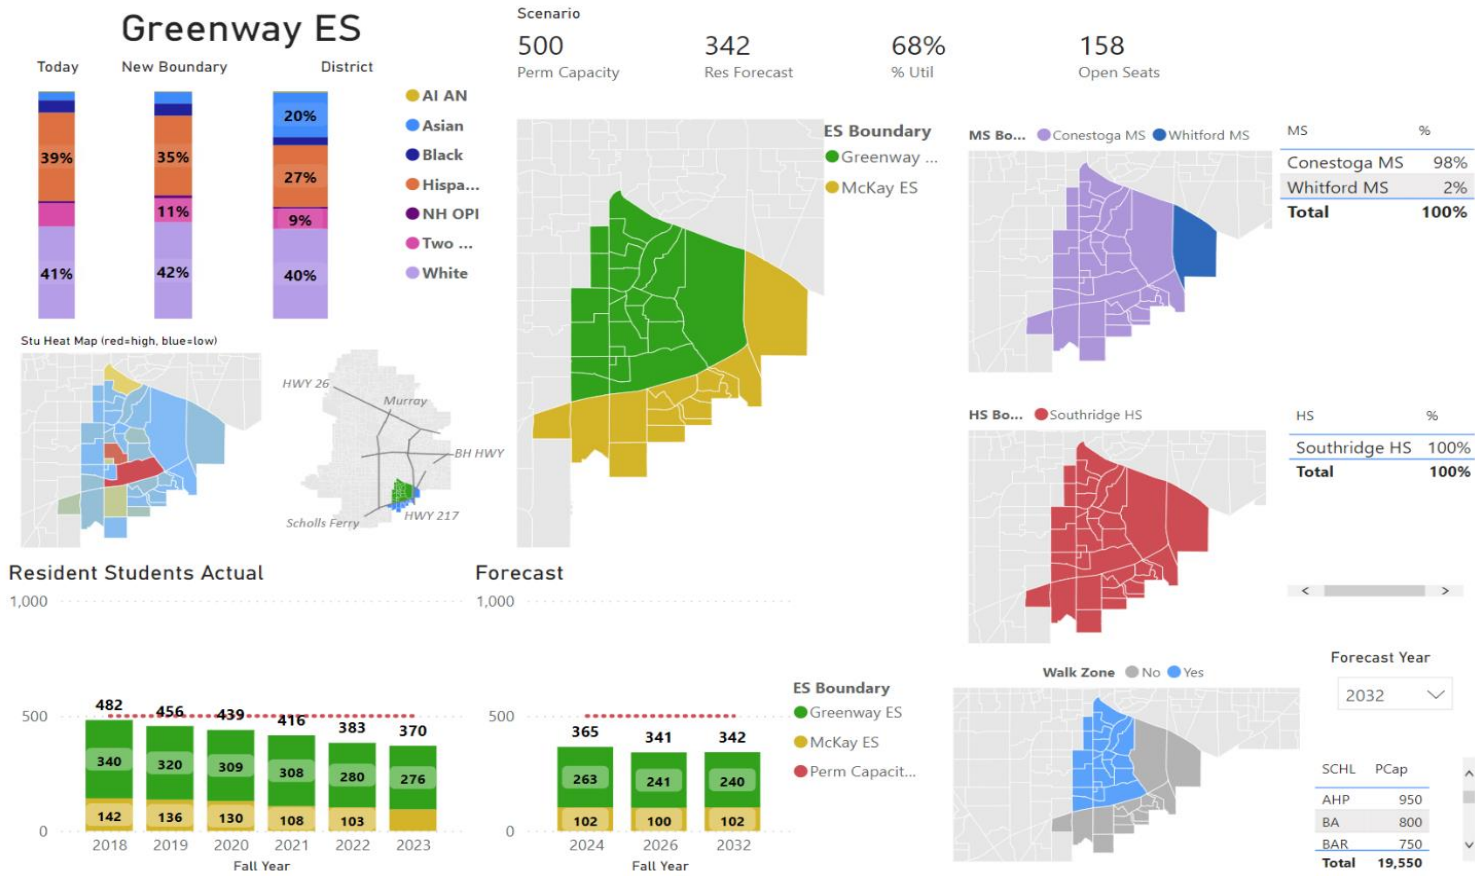 Greenway ES
Today
New Boundary
District
39%
41%
35%
11%
42%
20%
27%
9%
40%
AI AN
Asian
Black
Hispa...
NH OPI
Two ...
White
Scenario
500
Perm Capacity
342
Res Forecast
68%
% Util
158
Open Seats
ES Boundary
Greenway ...
McKay ES
MS Bo...
Conestoga MS
Whitford MS
MS %
Conestoga MS 98%
Whitford MS 2%
Total 100%
Stu Heat Map (red=high, blue=low)
HWY 26
Murray
BH HWY
Scholls Ferry
HWY 217
HS Bo...
Southridge HS
HS %
Southridge HS 100%
Total 100%
Resident Students Actual
1,000
500
0
482
456
439
416
383
370
340
320
309
308
280
276
142
136
130
108
103
2018
2019
2020
2021
2022
2023
Fall Year
Forecast
1,000
500
0
365
341
342
263
241
240
102
100
102
2024
2026
2032
Fall Year
ES Boundary
Greenway ES
McKay ES
Perm Capacit...
Walk Zone
No
Yes
Forecast Year
2032
SCHL PCap
AHP 950
BA 800
BAR 750
Total 19,550